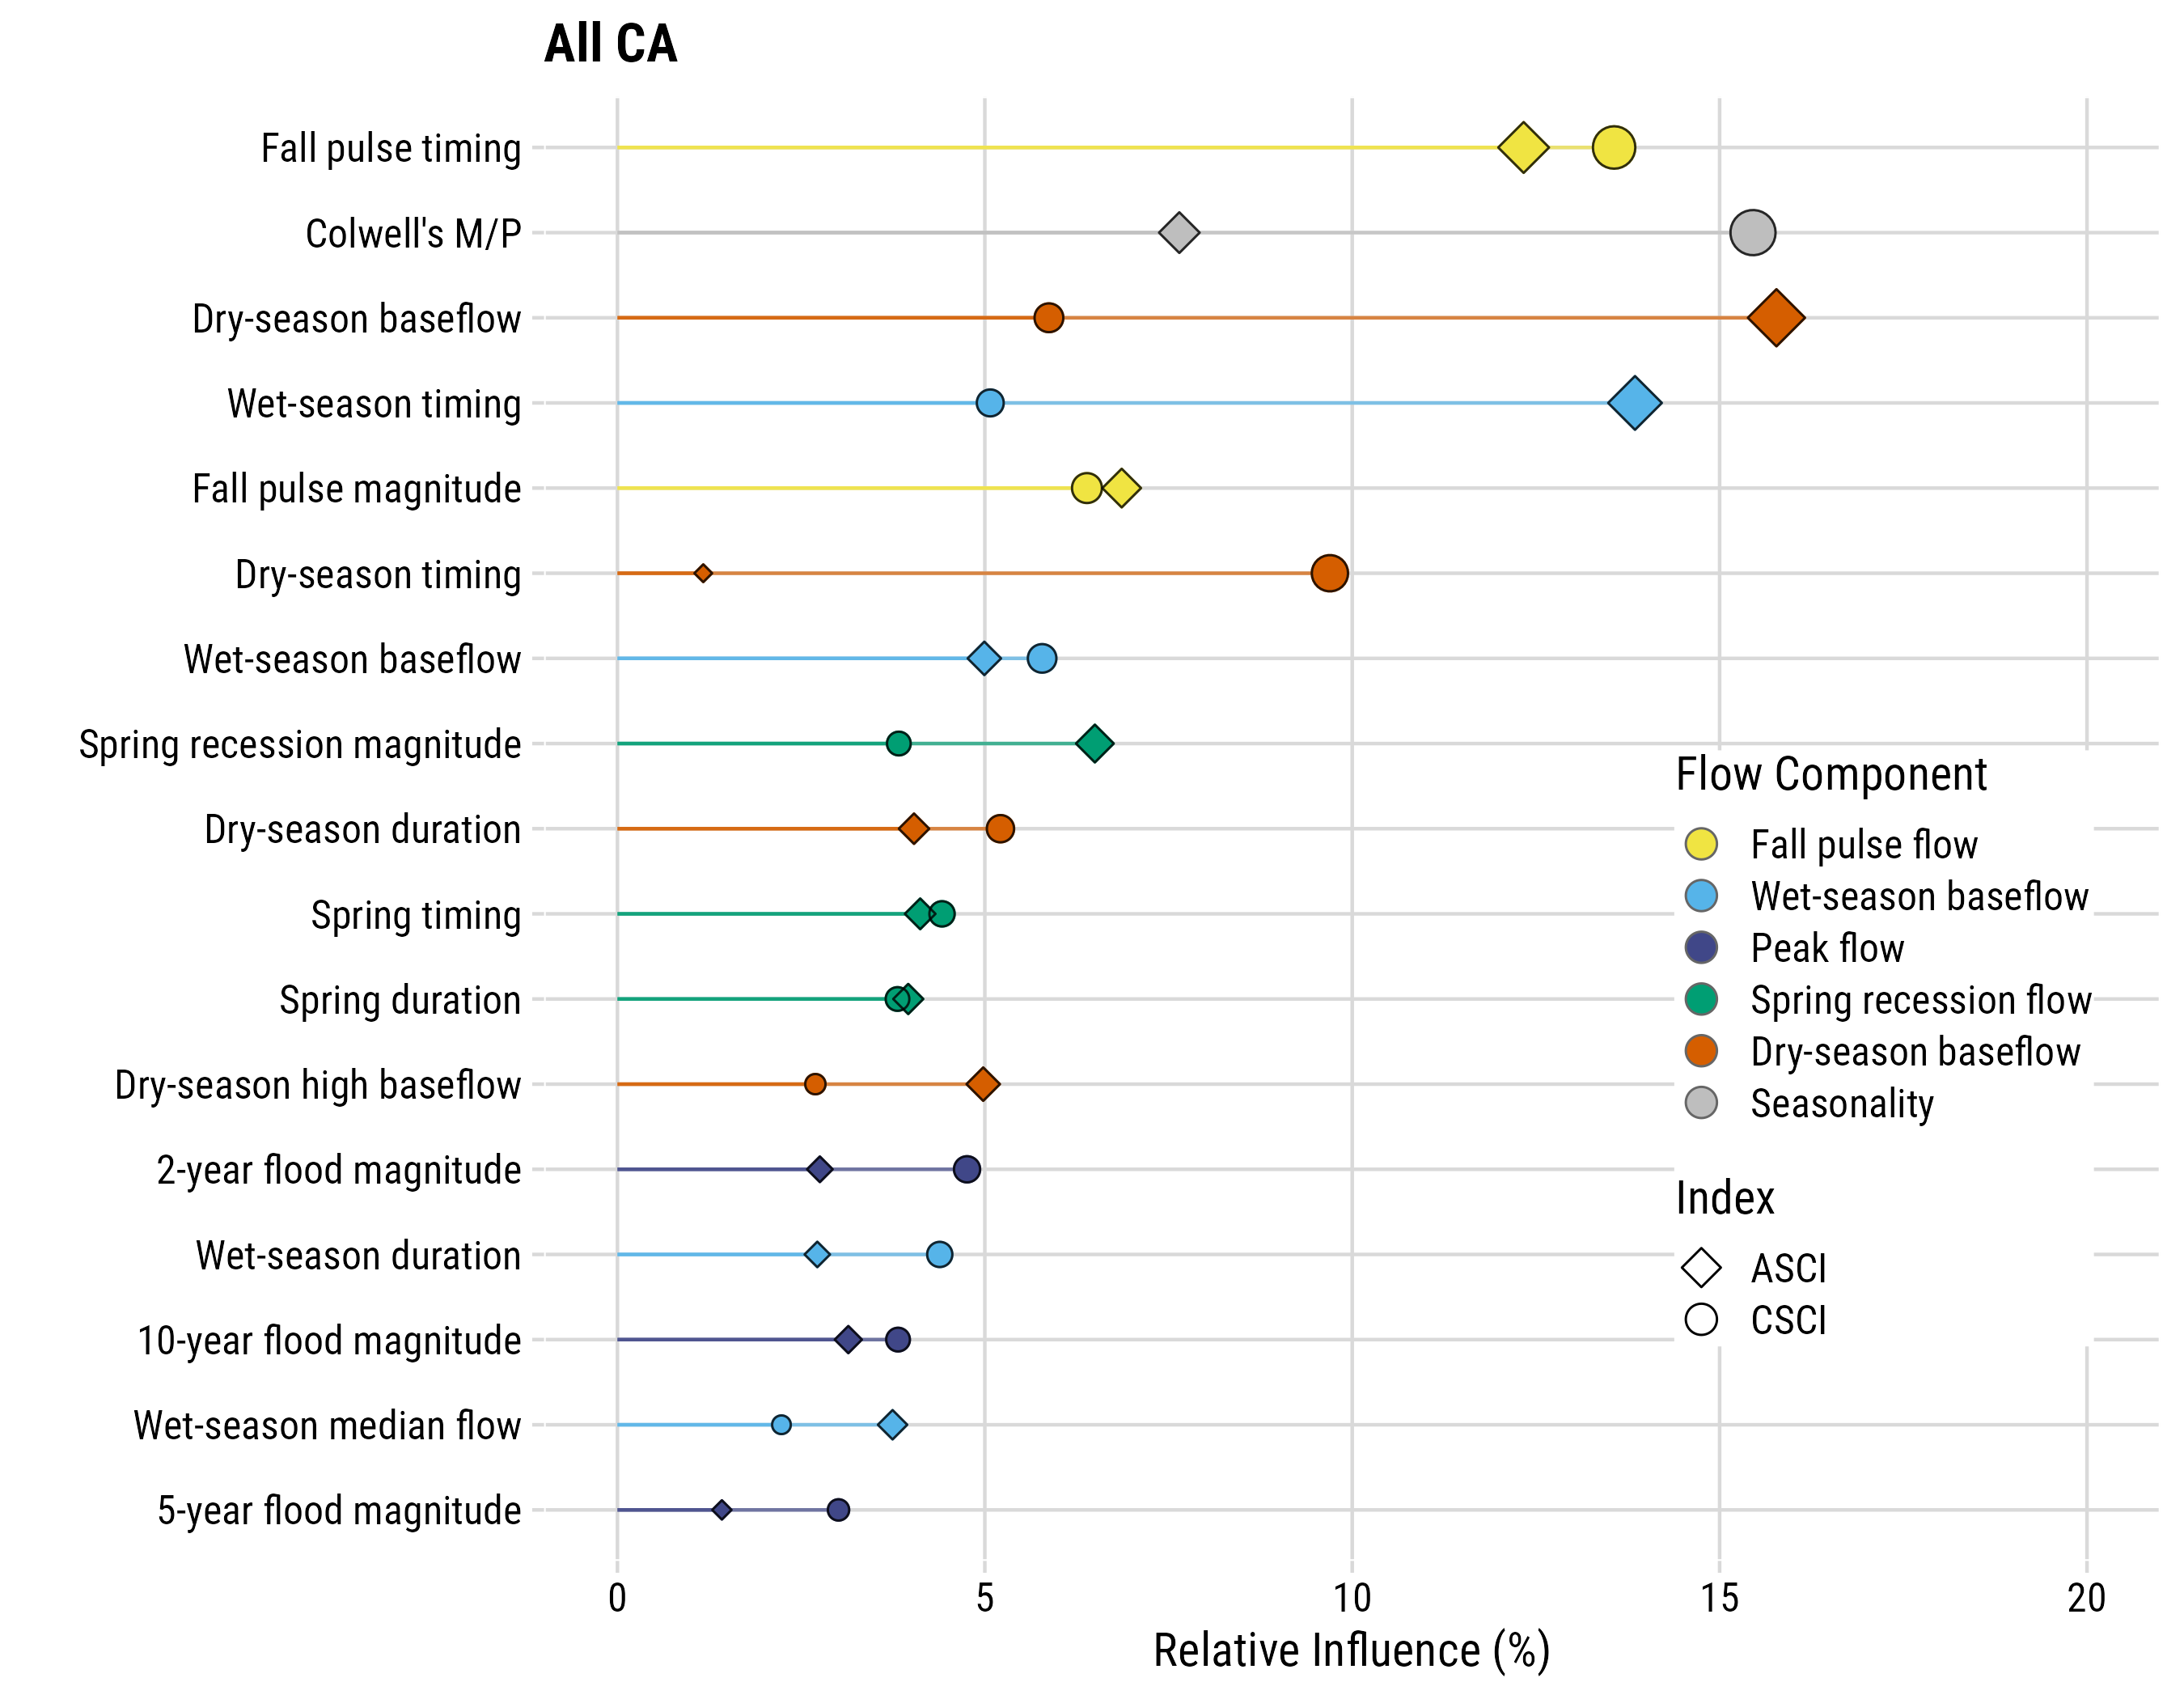 All CA
Fall pulse timing
Colwell's M/P
Dry-season baseflow
Wet-season timing
Fall pulse magnitude
Dry-season timing
Wet-season baseflow
Spring recession magnitude
Dry-season duration
Spring timing
Spring duration
Dry-season high baseflow
2-year flood magnitude
Wet-season duration
10-year flood magnitude
Wet-season median flow
5-year flood magnitude
Flow Component
Fall pulse flow
Wet-season baseflow
Peak flow
Spring recession flow
Dry-season baseflow
Seasonality
Index
ASCI
CSCI
0 5 10 15 20
Relative Influence (%)